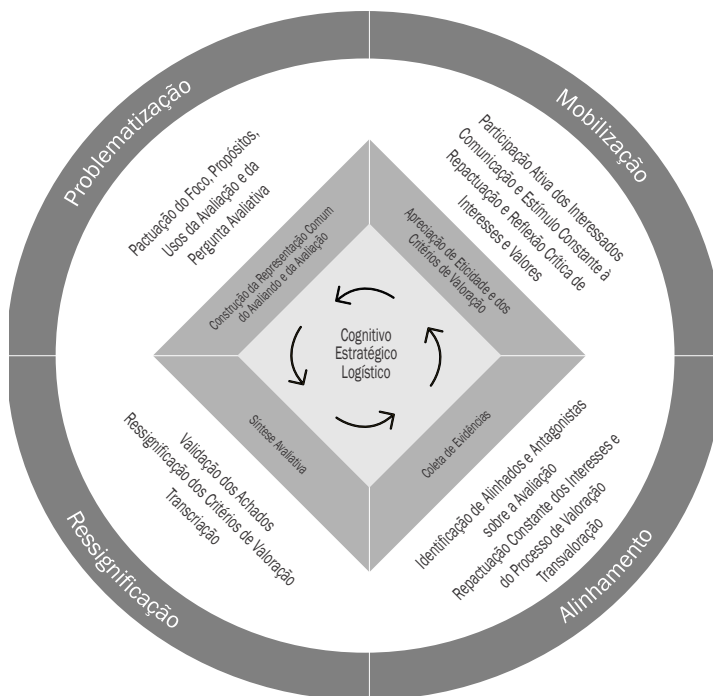 Problematização
Mobilização
Pactuação do Foco, Propósitos,
Usos da Avaliação e da
Pergunta Avaliativa
Participação Ativa dos Interessados
Comunicação e Estímulo Constante à
Repactuação e Reflexão Crítica de
Interesses e Valores
Construção da Representação Comum
do Avaliando e da Avaliação
Apreciação de Eticidade e dos
Critérios de Valoração
Cognitivo
Estratégico
Logístico
Síntese Avaliativa
Coleta de Evidências
Validação dos Achados
Ressignificação dos Critérios de Valoração
Transcriação
Identificação de Alinhados e Antagonistas
sobre a Avaliação
Repactuação Constante dos Interesses e
do Processo de Valoração
Transvaloração
Ressignificação
Alinhamento